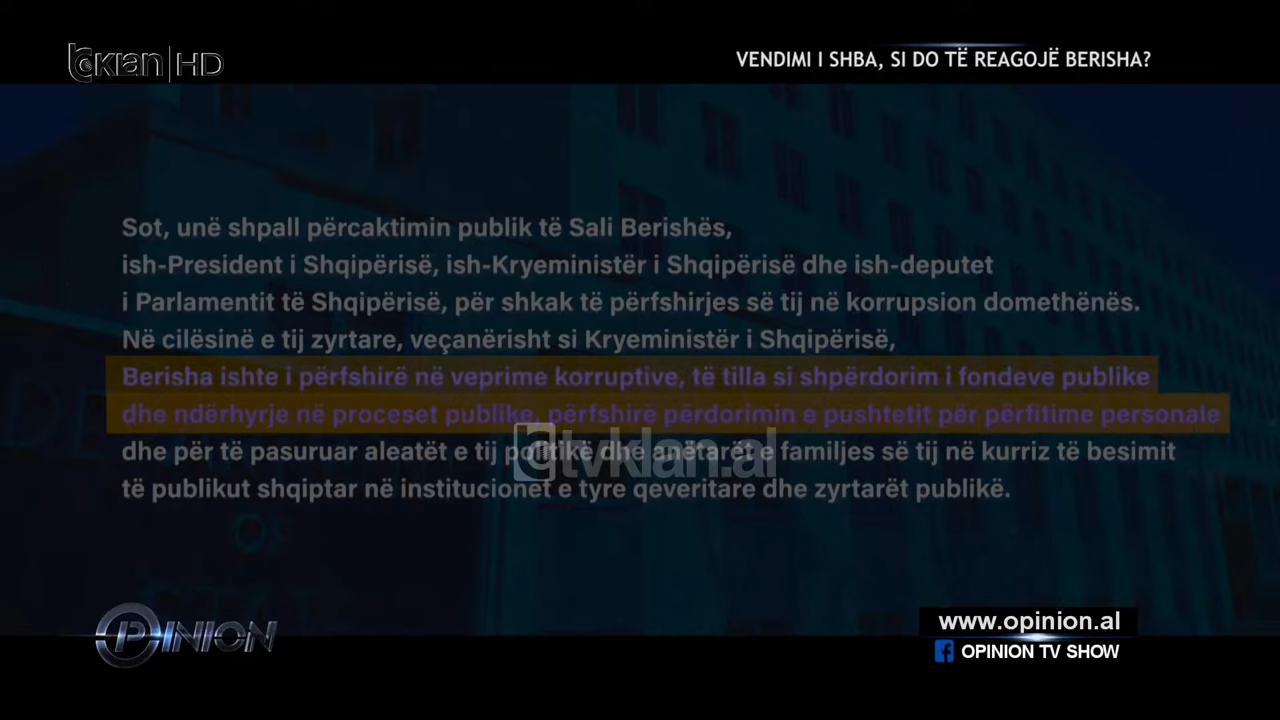 tvklan HD
VENDIMI I SHBA, SI DO TË REAGOJË BERISHA?
Sot, unë shpall përcaktimin publik të Sali Berishës,
ish-President i Shqipërisë, ish-Kryeministër i Shqipërisë dhe ish-deputet
i Parlamentit të Shqipërisë, për shkak të përfshirjes së tij në korrupsion domethënës.
Në cilësinë e tij zyrtare, veçanërisht si Kryeministër i Shqipërisë,
Berisha ishte i përfshirë në veprime korruptive, të tilla si shpërdorim i fondeve publike
dhe ndërhyrje në proceset publike, përfshirë përdorimin e pushtetit për përfitime personale
dhe për të pasuruar aleatët e tij politikë dhe anëtarët e familjes së tij në kurriz të besimit
të publikut shqiptar në institucionet e tyre qeveritare dhe zyrtarët publikë.
tvklan.al
OPINION
www.opinion.al
OPINION TV SHOW